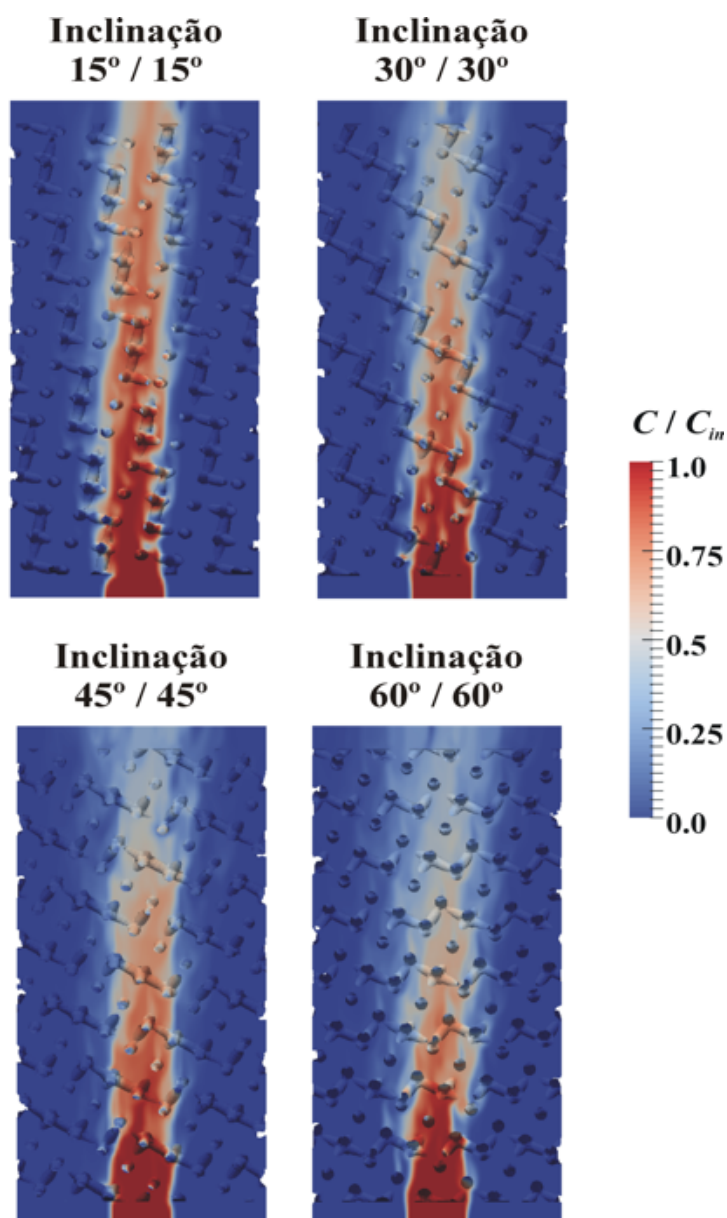 Inclinação
15º / 15º
Inclinação
30º / 30º
C / C_in
1.0
0.75
0.5
0.25
0.0
Inclinação
45º / 45º
Inclinação
60º / 60º